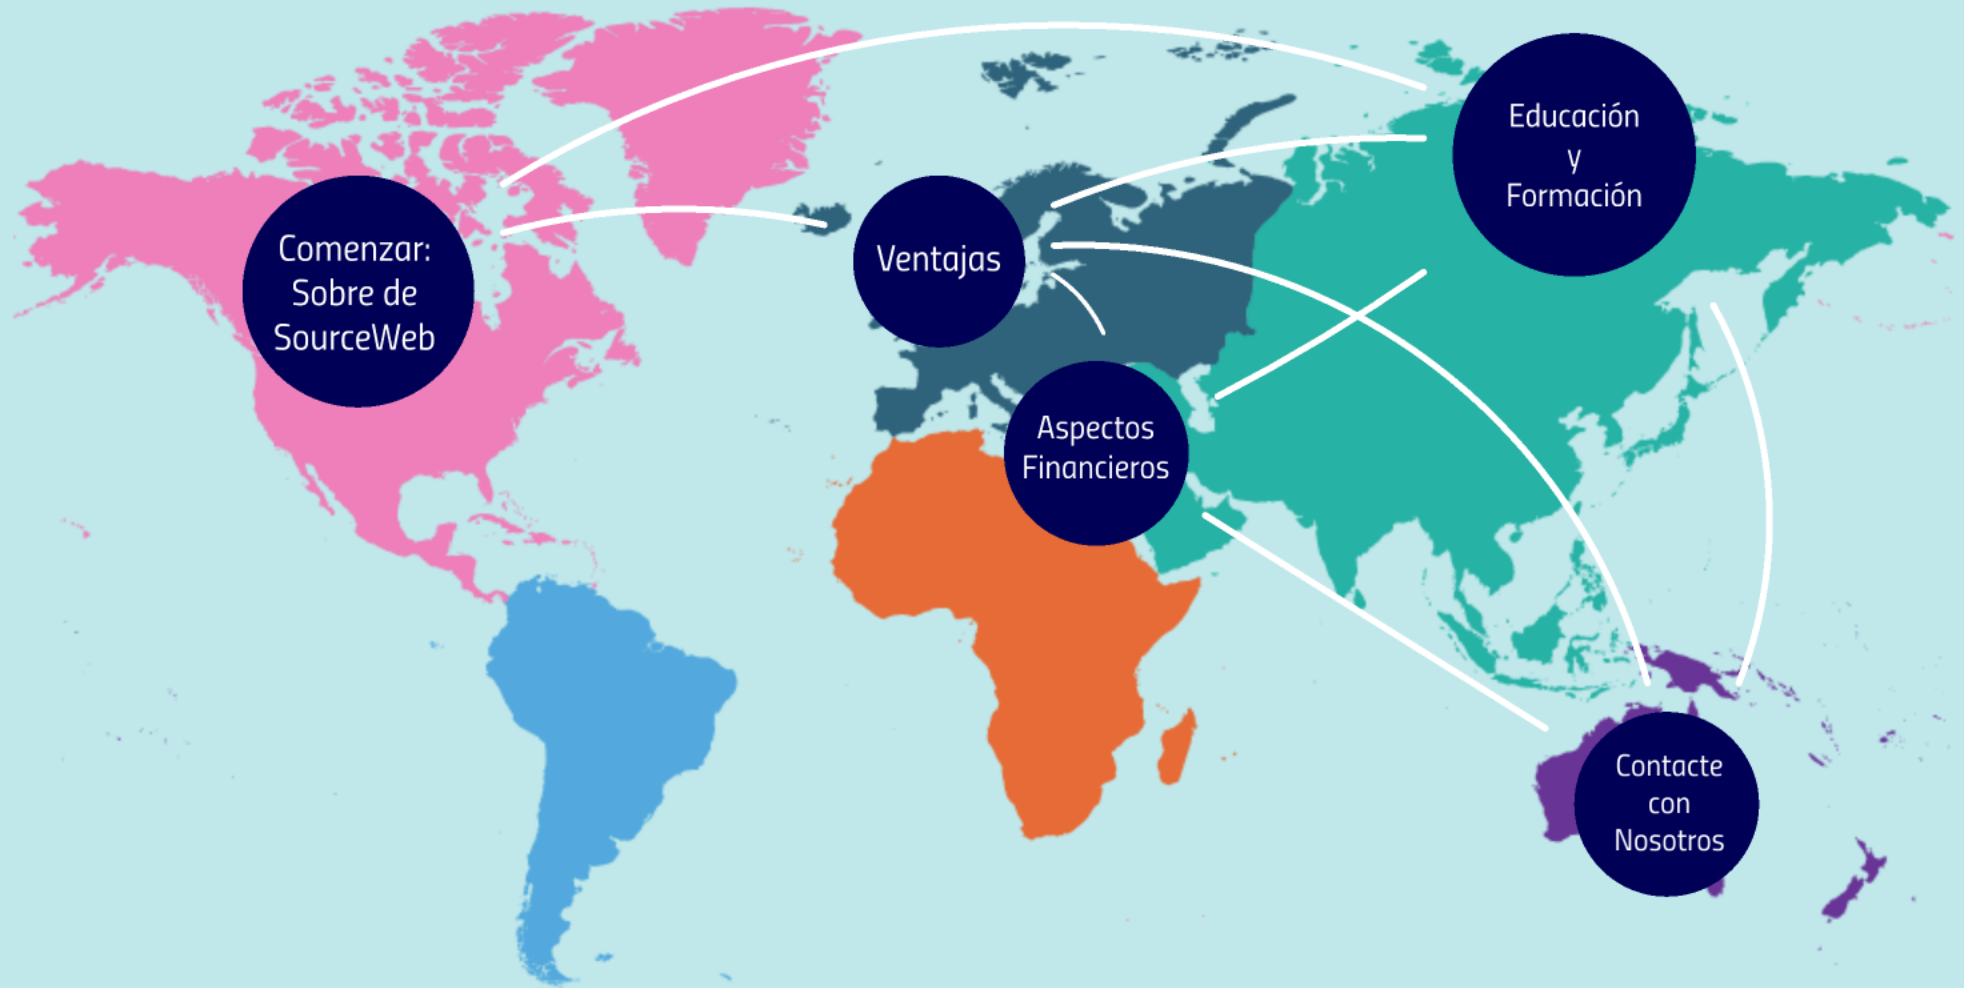 Comenzar:
Sobre de
SourceWeb
Ventajas
Educación
y
Formación
Aspectos
Financieros
Contacte
con
Nosotros